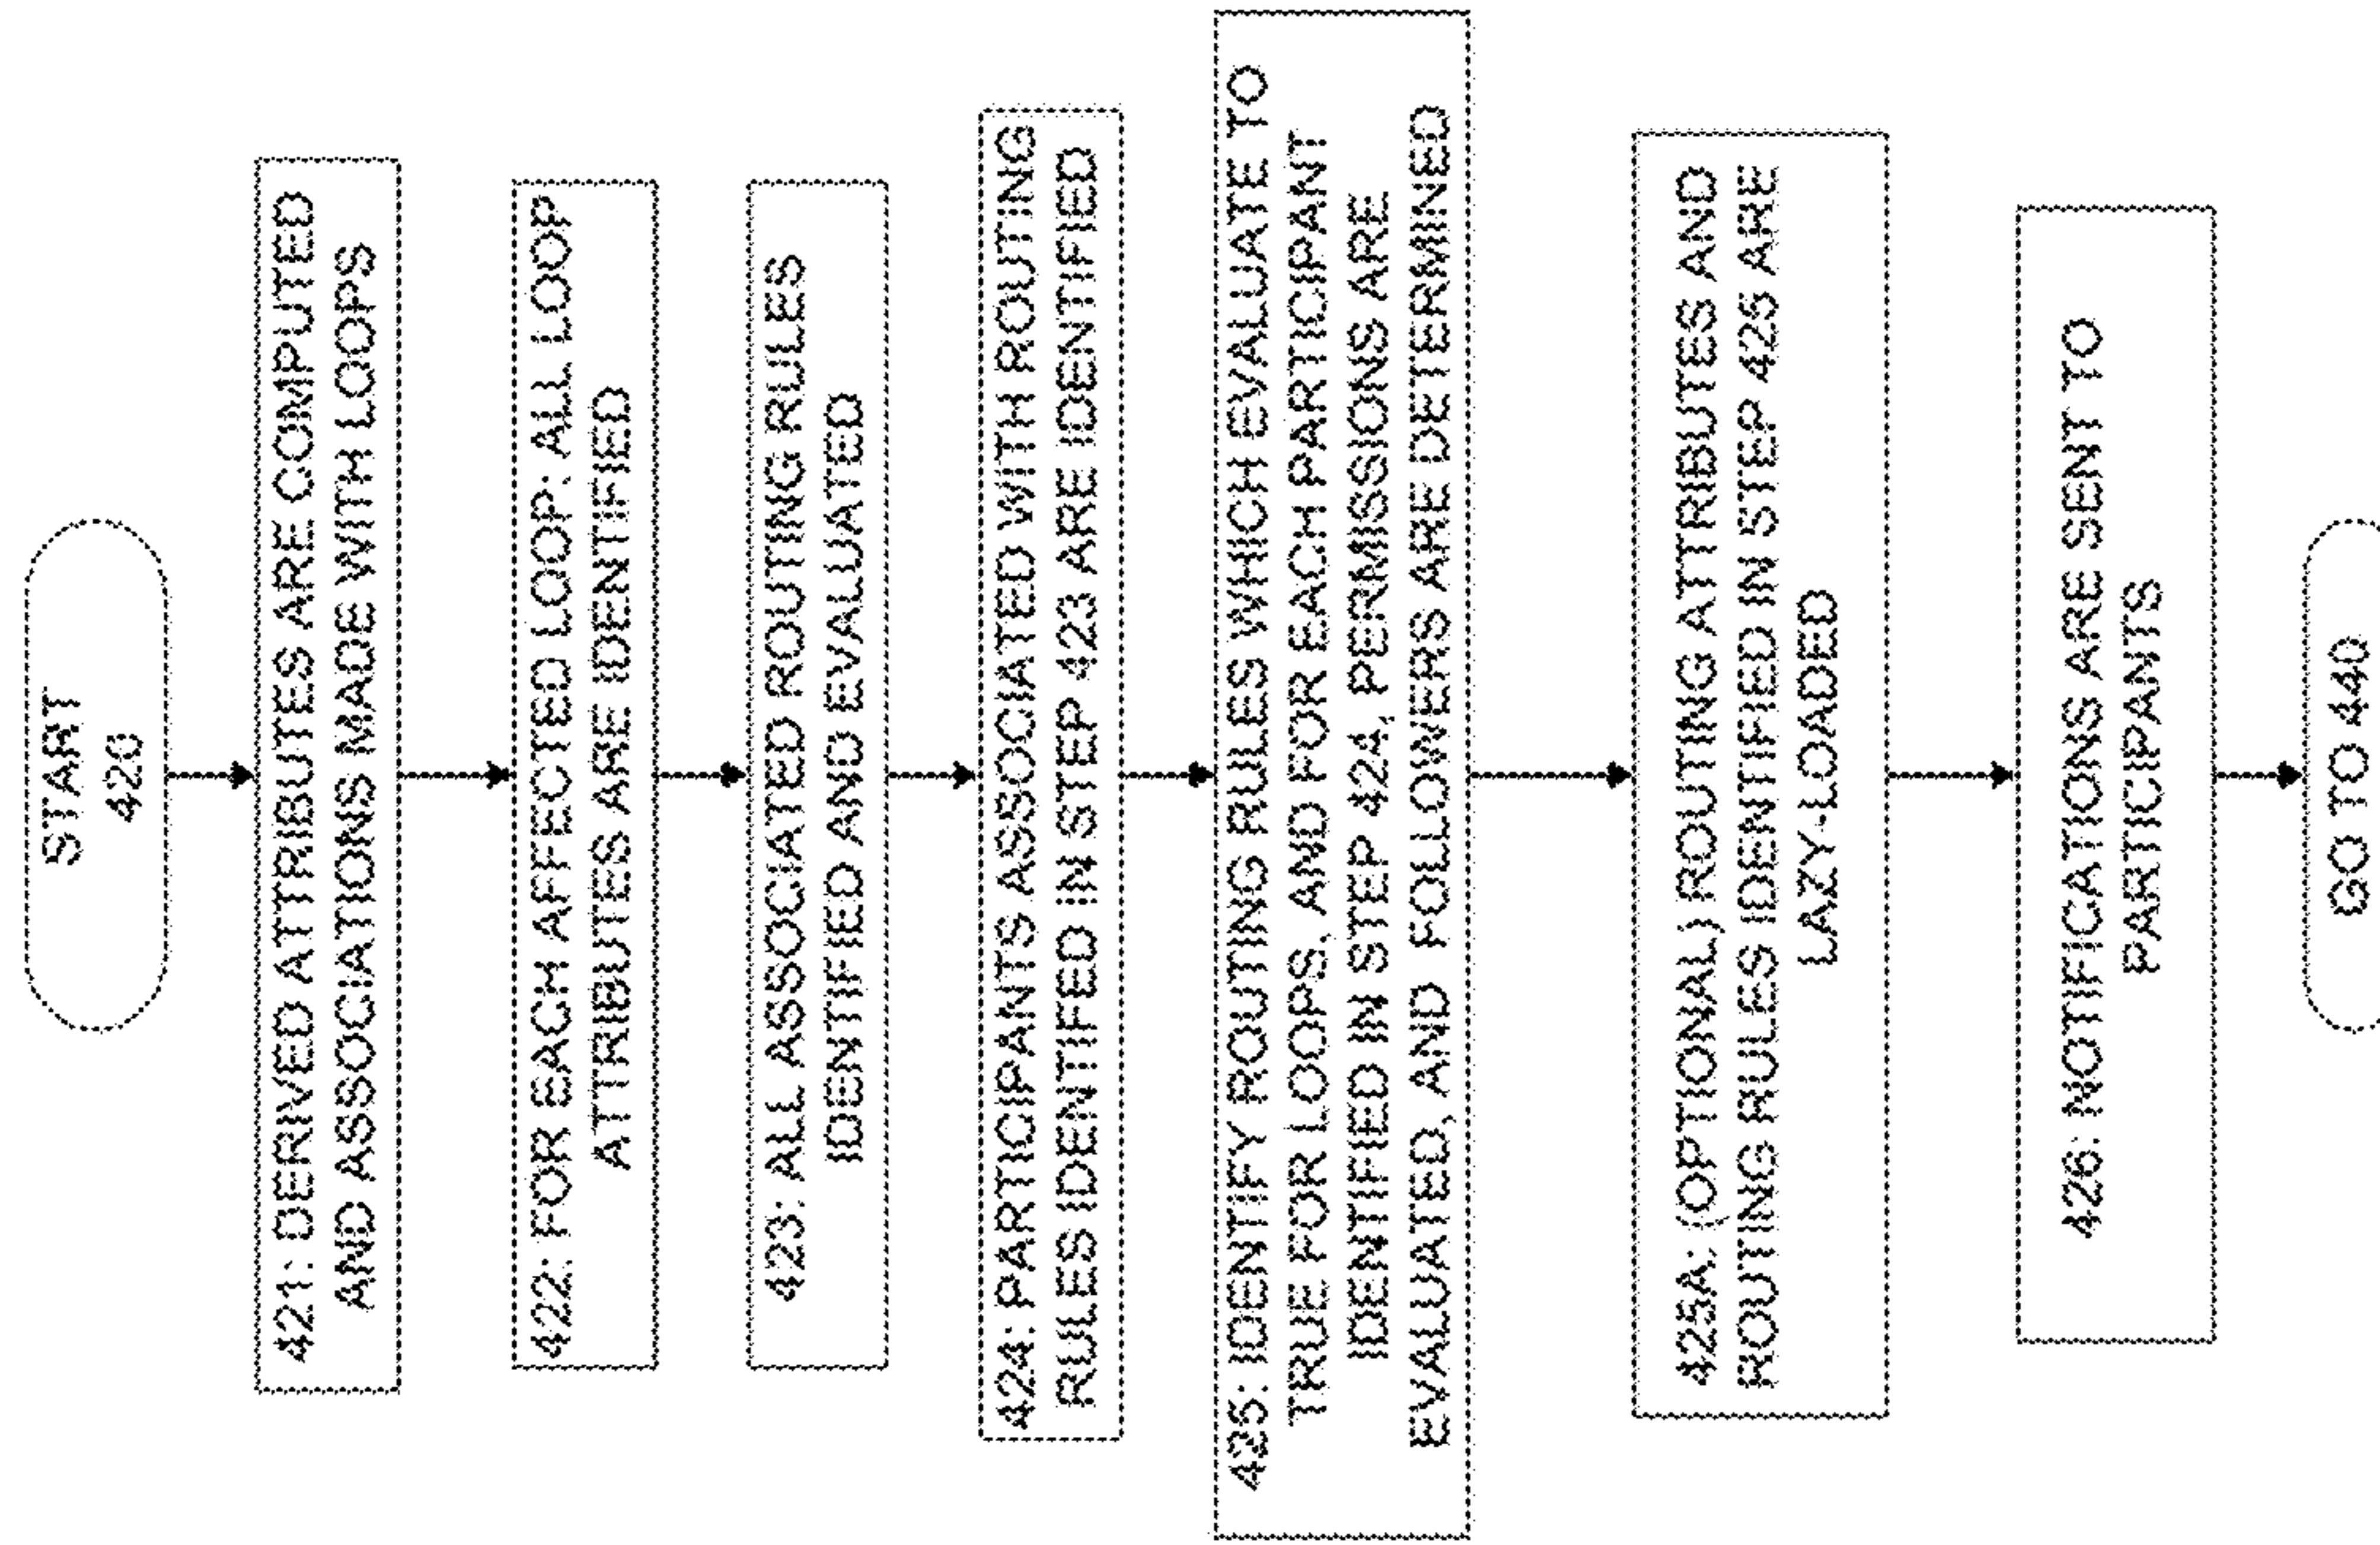 START
420
421: DERIVED ATTRIBUTES ARE COMPUTED
AND ASSOCIATIONS MADE WITH LOOPS
422: FOR EACH AFFECTED LOOP: ALL LOOP
ATTRIBUTES ARE IDENTIFIED
423: ALL ASSOCIATED ROUTING RULES
IDENTIFIED AND EVALUATED
424: PARTICIPANTS ASSOCIATED WITH ROUTING
RULES IDENTIFED IN STEP 423 ARE IDENTIFIED
425: IDENTIFY ROUTING RULES WHICH EVALUATE TO
TRUE FOR LOOPS, AND FOR EACH PARTICIPANT
IDENTIFIED IN STEP 424, PERMISSIONS ARE
EVALUATED, AND FOLLOWERS ARE DETERMINED
425A: (OPTIONAL) ROUTING ATTRIBUTES AND
ROUTING RULES IDENTIFIED IN STEP 425 ARE
LAZY-LOADED
426: NOTIFICATIONS ARE SENT TO
PARTICIPANTS
GO TO 440